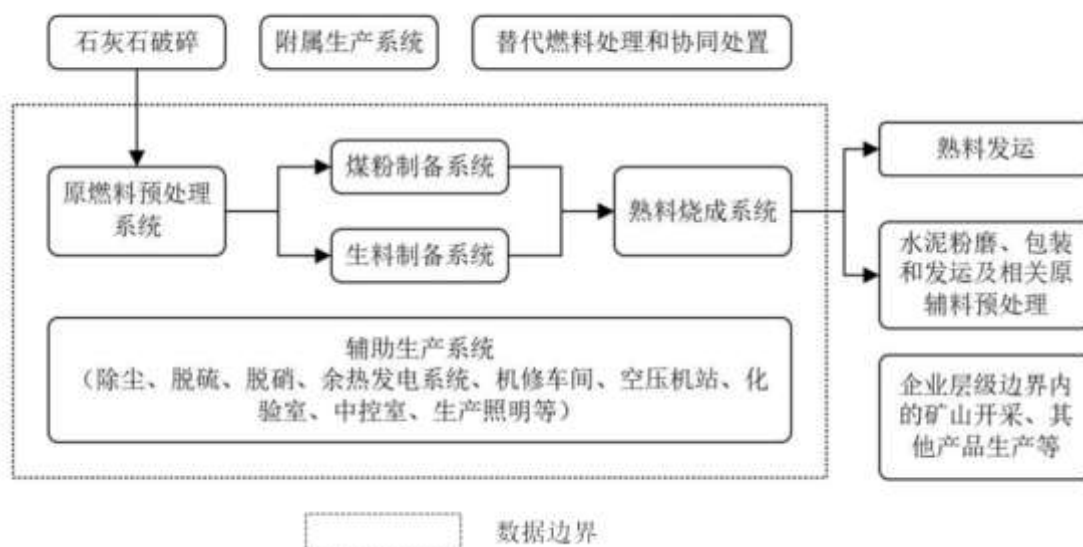 石灰石破碎
附属生产系统
替代燃料处理和协同处置
原燃料预处理
系统
煤粉制备系统
生料制备系统
熟料烧成系统
熟料发运
水泥粉磨、包装
和发运及相关原
辅料预处理
辅助生产系统
（除尘、脱硫、脱硝、余热发电系统、机修车间、空压机站、化
验室、中控室、生产照明等）
企业层级边界内
的矿山开采、其
他产品生产等
数据边界